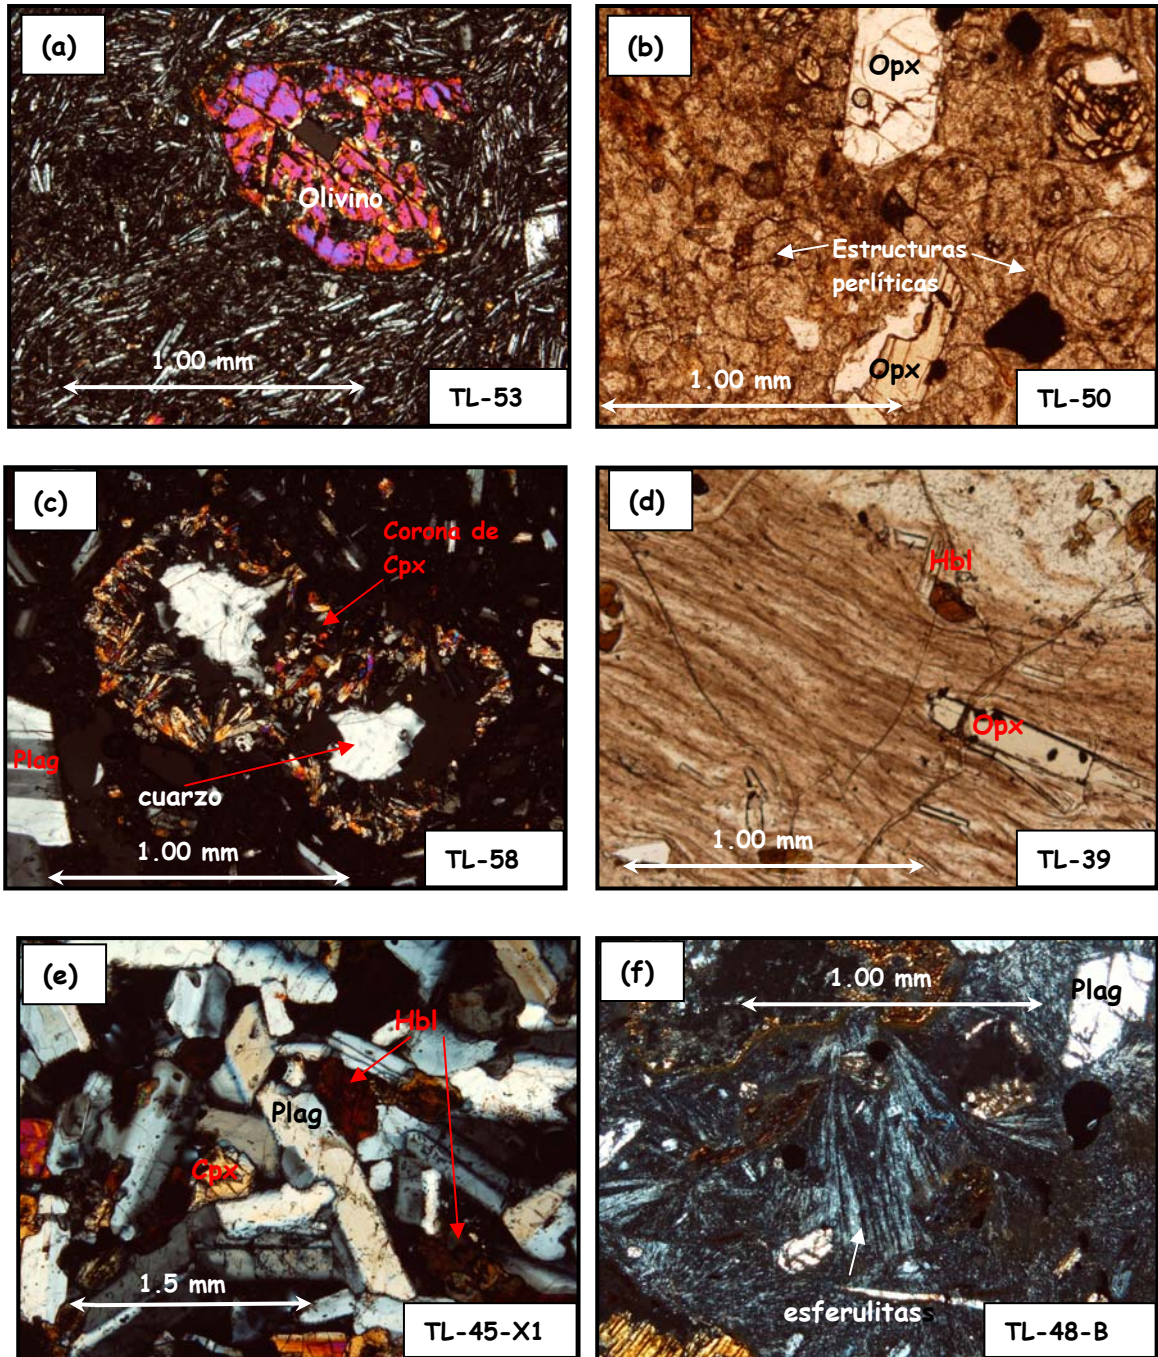 (a)
Olivino
1.00 mm
TL-53
(b)
Opx
Estructuras
perlíticas
Opx
1.00 mm
TL-50
(c)
Corona de
Cpx
Plag
cuarzo
1.00 mm
TL-58
(d)
Hbl
Opx
1.00 mm
TL-39
(e)
Hbl
Plag
Cpx
1.5 mm
TL-45-X1
(f)
1.00 mm
Plag
esferulitass
TL-48-B